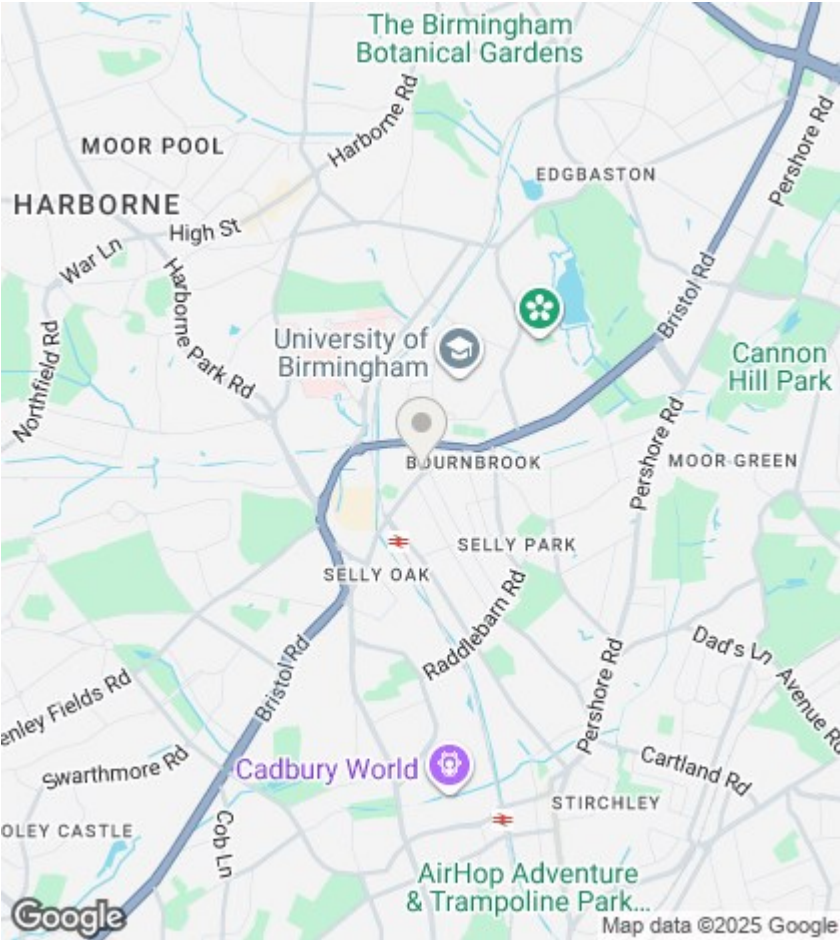 The Birmingham
Botanical Gardens
Harborne Rd
MOOR POOL
Pershore Rd
EDGBASTON
HARBORNE
High St
War Ln
Harborne Park Rd
Bristol Rd
Northfield Rd
University of
Birmingham
Cannon
Hill Park
Pershore Rd
BOURNBROOK
MOOR GREEN
SELLY PARK
SELLY OAK
Raddlebarn Rd
Dad's Ln
Avenue Rd
Bristol Rd
Pershore Rd
enley Fields Rd
Swarthmore Rd
Cadbury World
Cartland Rd
STIRCHLEY
OLEY CASTLE
Cob Ln
AirHop Adventure
& Trampoline Park...
Google
Map data ©2025 Google